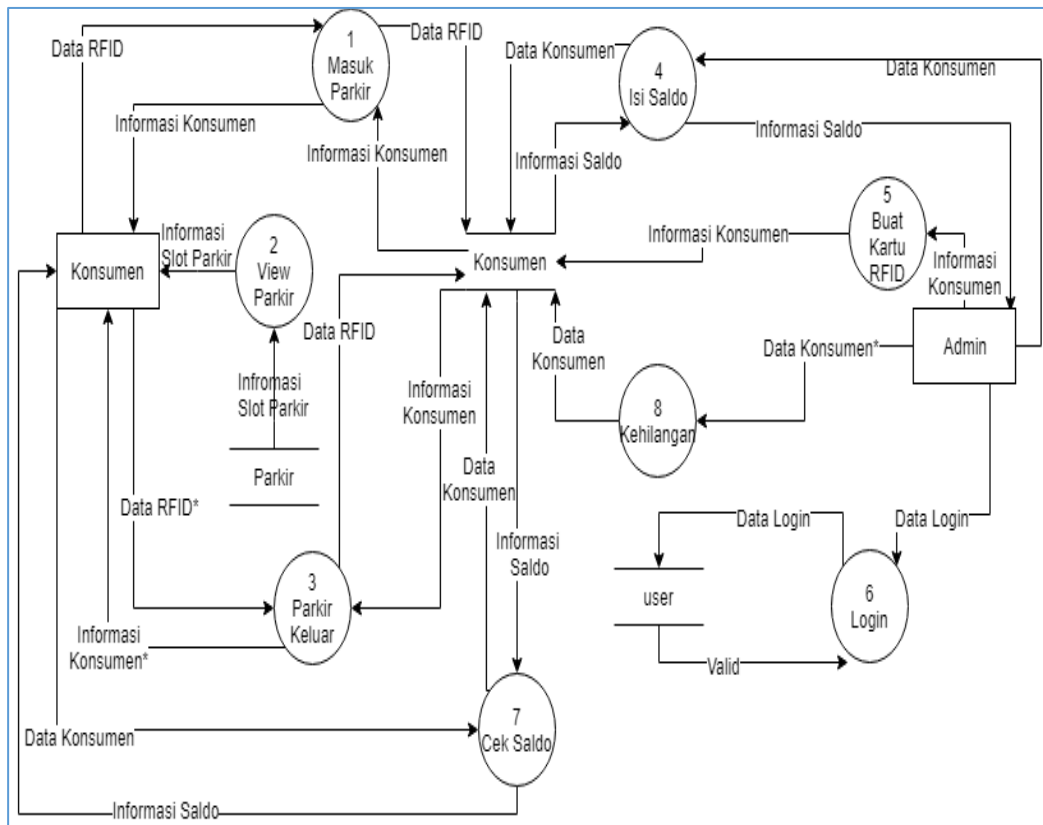 1
Masuk
Parkir
Data RFID
Data RFID
Data Konsumen
4
Isi Saldo
Data Konsumen
Informasi Konsumen
Informasi Konsumen
Informasi Saldo
Informasi Saldo
5
Buat
Kartu
RFID
Informasi
Slot Parkir
2
View
Parkir
Konsumen
Konsumen
Informasi Konsumen
Informasi
Konsumen
Admin
Data RFID
Data
Konsumen
Data Konsumen*
Infromasi
Slot Parkir
Informasi
Konsumen
8
Kehilangan
Parkir
Data
Konsumen
Data RFID*
Informasi
Saldo
Data Login
Data Login
3
Parkir
Keluar
user
6
Login
Informasi
Konsumen*
Valid
7
Cek Saldo
Data Konsumen
Informasi Saldo